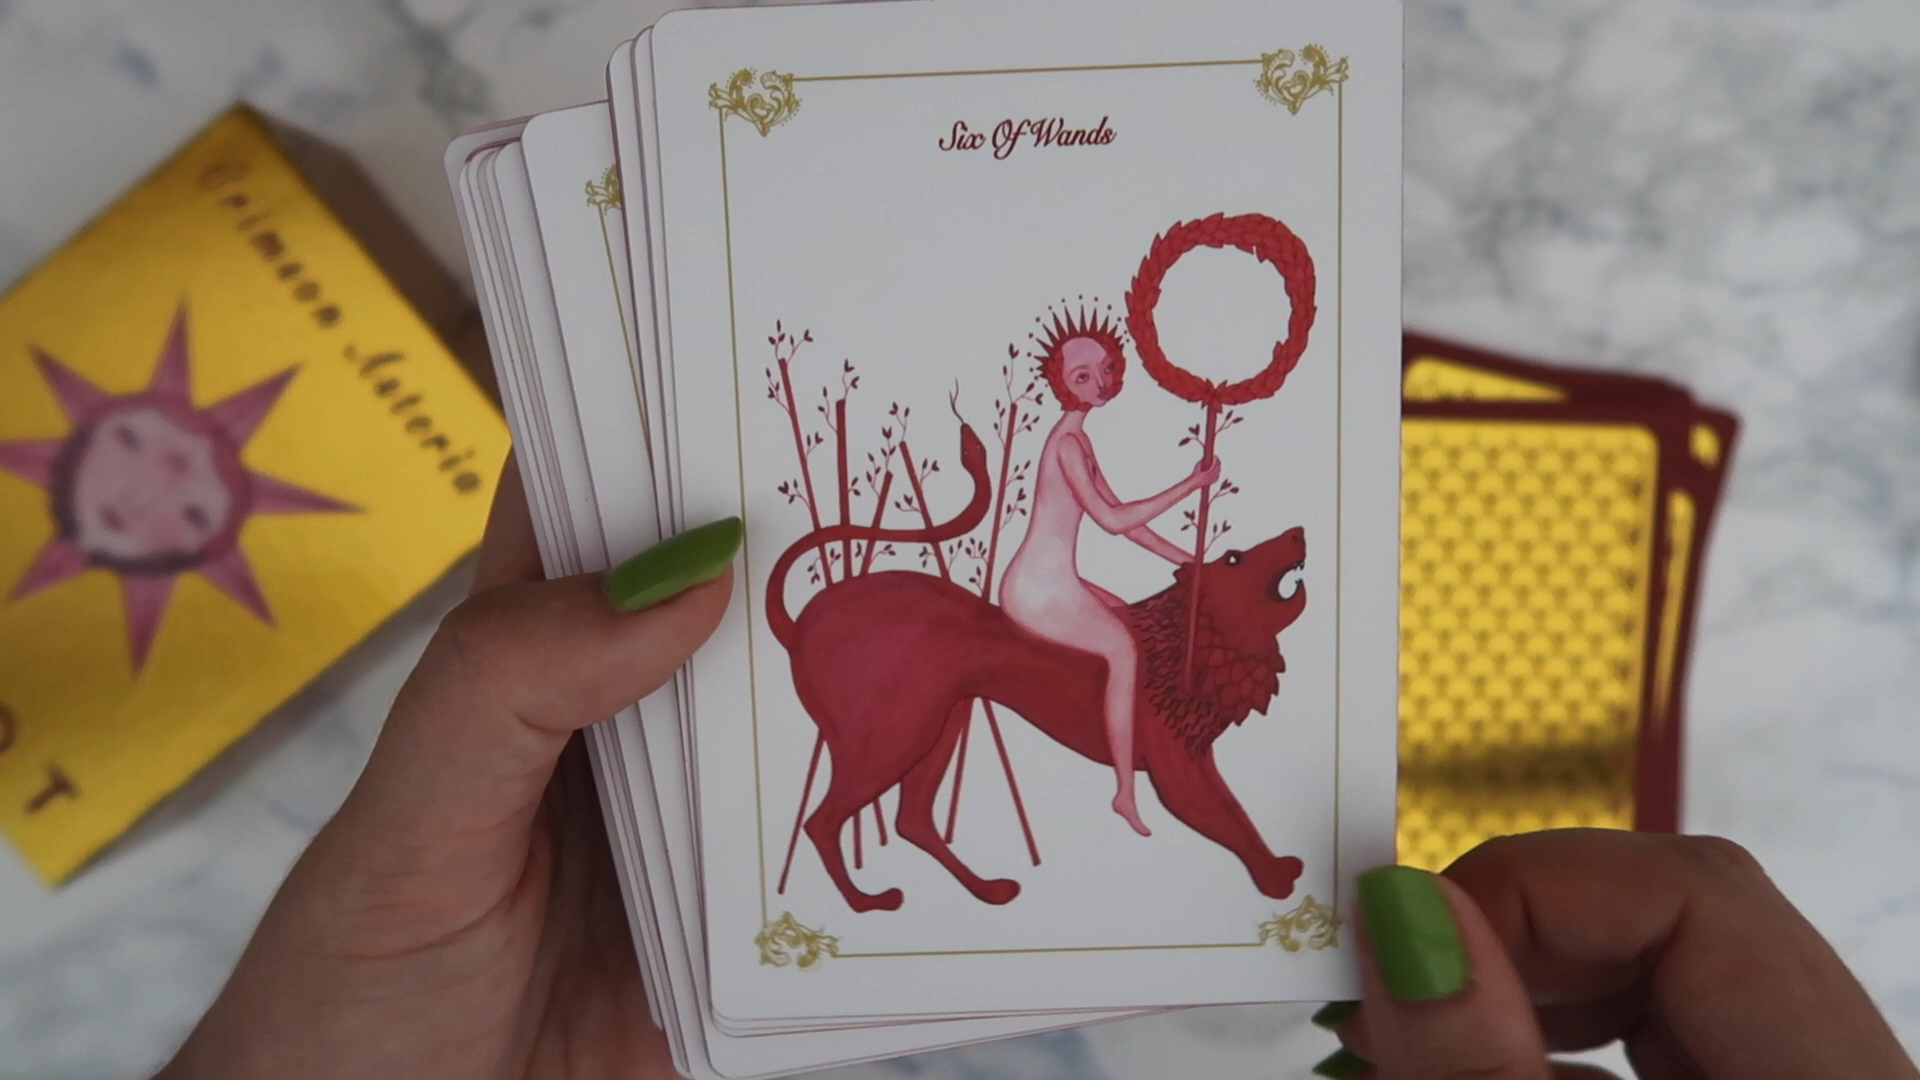 Six Of Wands
Crimson Asteria
O T